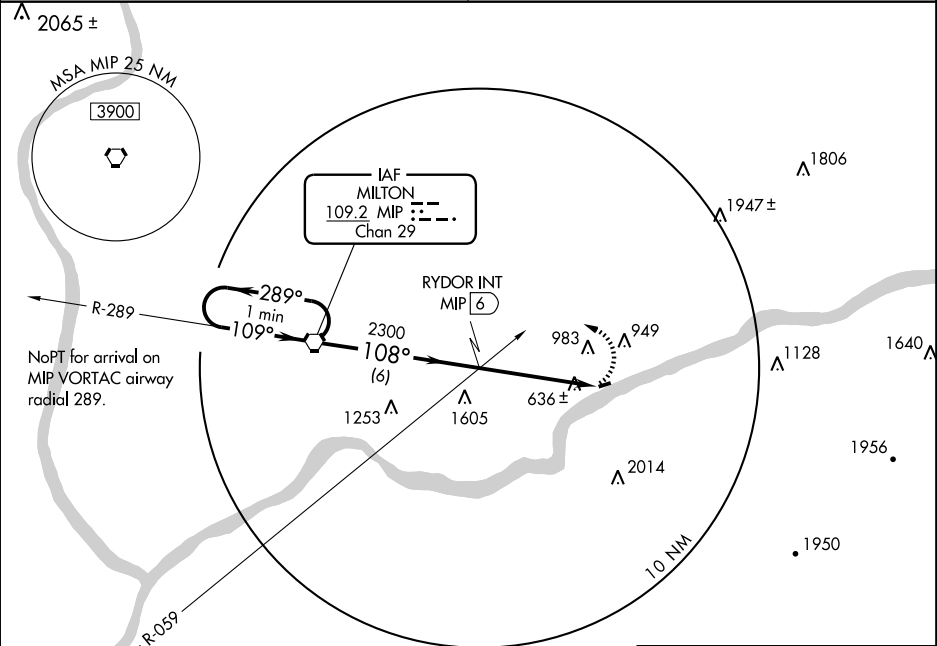 2065 ±
MSA MIP 25 NM
3900
1806
1947 ±
IAF
MILTON
109.2 MIP
Chan 29
RYDOR INT
MIP 6
R-289
289°
1 min
109°
2300
108°
(6)
983
949
1128
1640
NoPT for arrival on
MIP VORTAC airway
radial 289.
636 ±
1253
1605
1956
2014
1950
10 NM
R-059